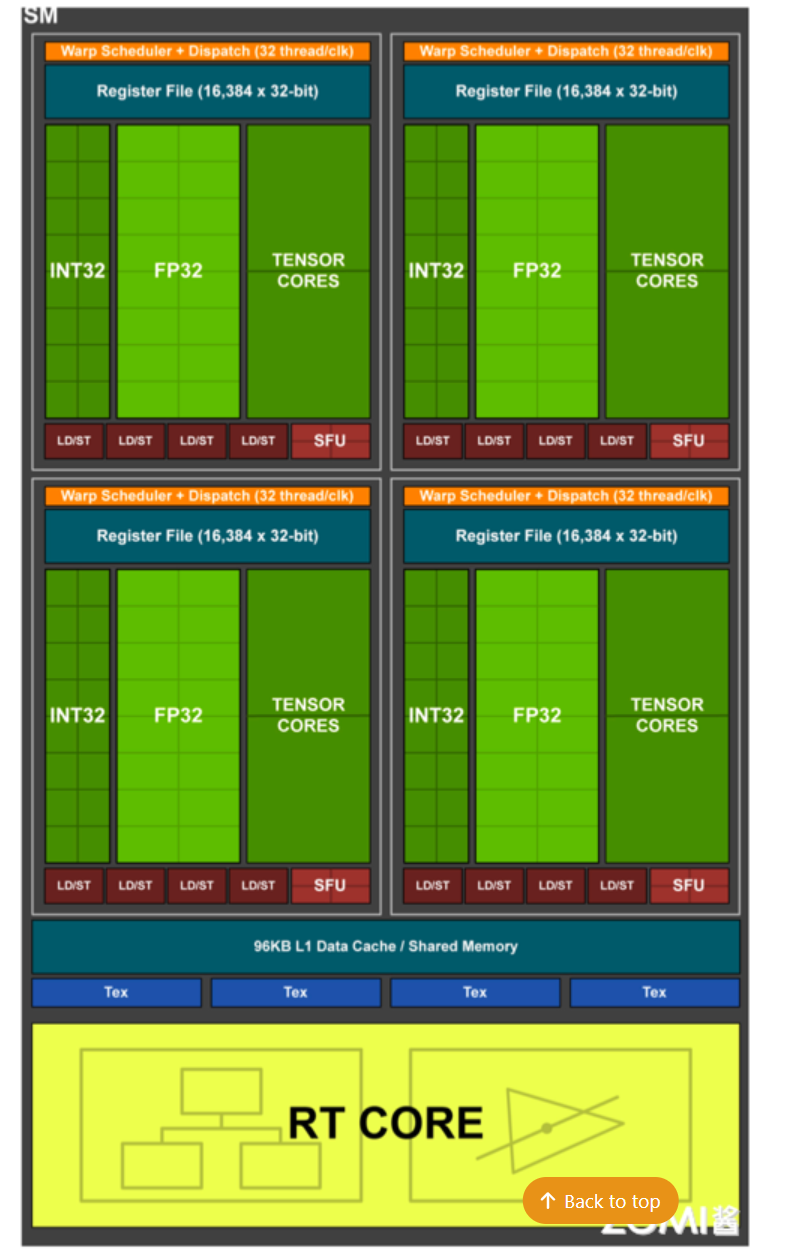 SM
Warp Scheduler + Dispatch (32 thread/clk)
Register File (16,384 x 32-bit)
INT32
FP32
TENSOR
CORES
LD/ST
LD/ST
LD/ST
LD/ST
SFU
Warp Scheduler + Dispatch (32 thread/clk)
Register File (16,384 x 32-bit)
INT32
FP32
TENSOR
CORES
LD/ST
LD/ST
LD/ST
LD/ST
SFU
Warp Scheduler + Dispatch (32 thread/clk)
Register File (16,384 x 32-bit)
INT32
FP32
TENSOR
CORES
LD/ST
LD/ST
LD/ST
LD/ST
SFU
Warp Scheduler + Dispatch (32 thread/clk)
Register File (16,384 x 32-bit)
INT32
FP32
TENSOR
CORES
LD/ST
LD/ST
LD/ST
LD/ST
SFU
96KB L1 Data Cache / Shared Memory
Tex
Tex
Tex
Tex
RT CORE
Back to top
ZOMI酱